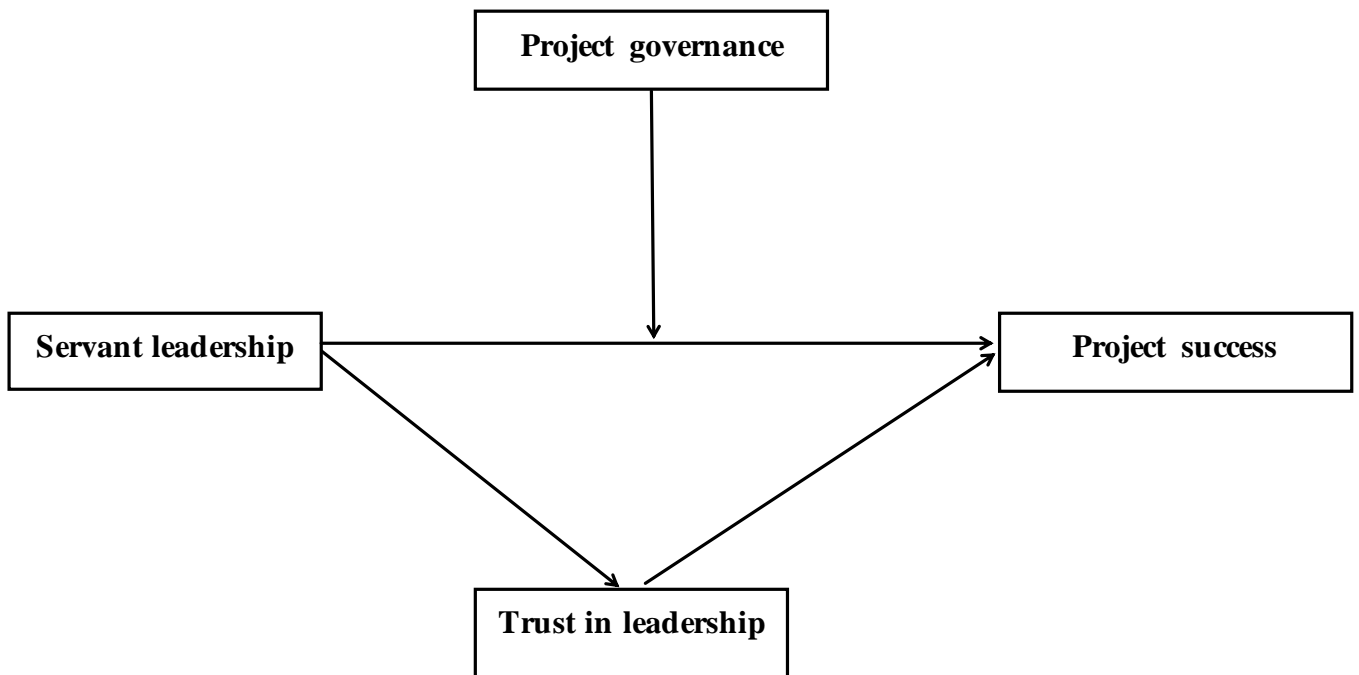 Project governance
Servant leadership
Project success
Trust in leadership